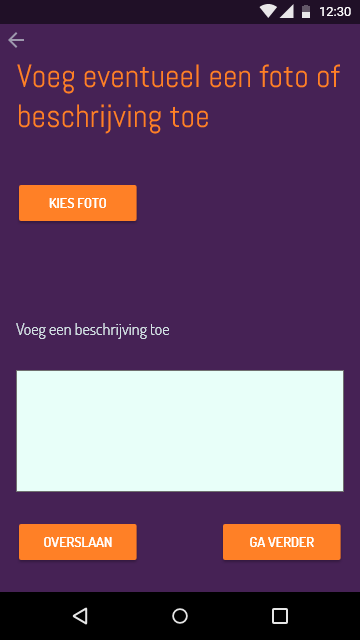 12:30
Voeg eventueel een foto of
beschrijving toe
KIES FOTO
Voeg een beschrijving toe
OVERSLAAN
GA VERDER